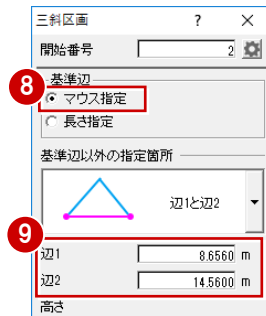 三斜区画 ? ×
開始番号 2
8
基準辺
マウス指定
長さ指定
基準辺以外の指定箇所
辺1と辺2
9
辺1 8.6560 m
辺2 14.5600 m
高さ